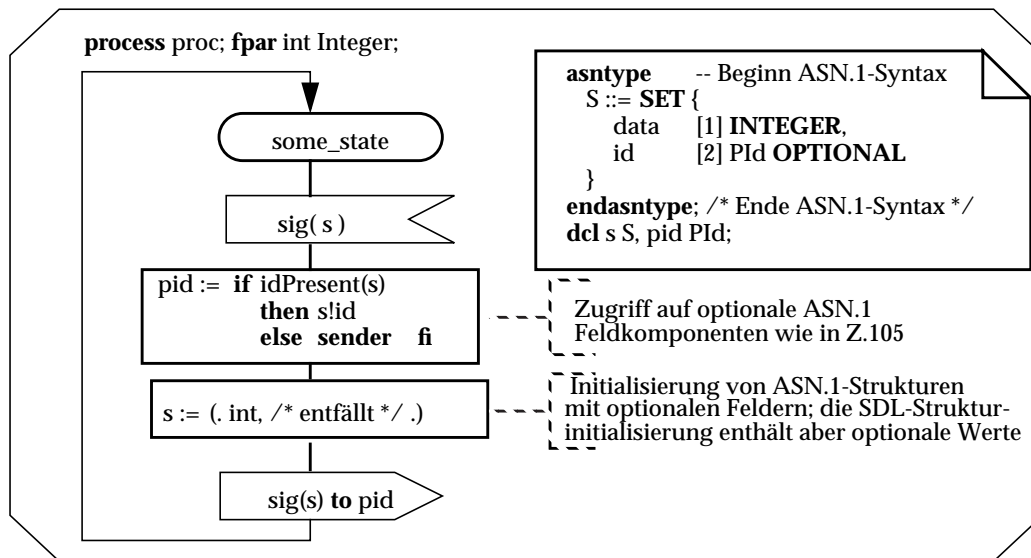 process proc; fpar int Integer;
some_state
sig( s )
pid := if idPresent(s)
then s!id
else sender fi
s := (. int, /* entfällt */ .)
sig(s) to pid
asntype -- Beginn ASN.1-Syntax
S ::= SET {
data [1] INTEGER,
id [2] PId OPTIONAL
}
endasntype; /* Ende ASN.1-Syntax */
dcl s S, pid PId;
Zugriff auf optionale ASN.1
Feldkomponenten wie in Z.105
Initialisierung von ASN.1-Strukturen
mit optionalen Feldern; die SDL-Struktur-
initialisierung enthält aber optionale Werte